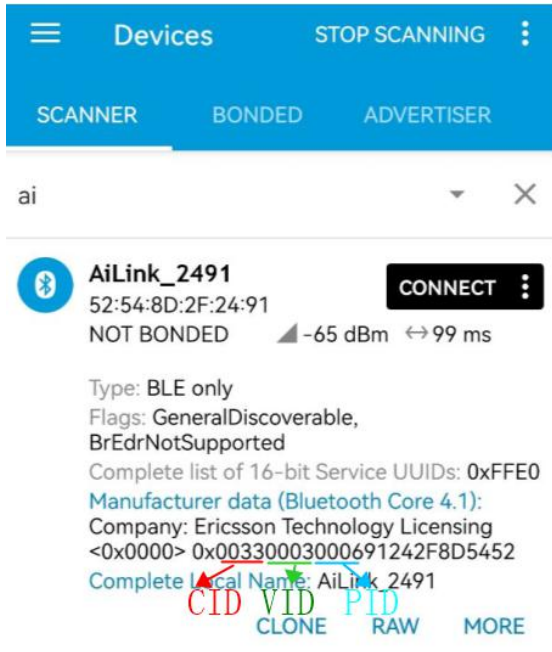 Devices STOP SCANNING
SCANNER BONDED ADVERTISER
ai
AiLink_2491
CONNECT
52:54:8D:2F:24:91
NOT BONDED -65 dBm 99 ms
Type: BLE only
Flags: GeneralDiscoverable,
BrEdrNotSupported
Complete list of 16-bit Service UUIDs: 0xFFE0
Manufacturer data (Bluetooth Core 4.1):
Company: Ericsson Technology Licensing
<0x0000> 0x00330003000691242F8D5452
Complete Local Name: AiLink_2491
CID VID PID
CLONE RAW MORE